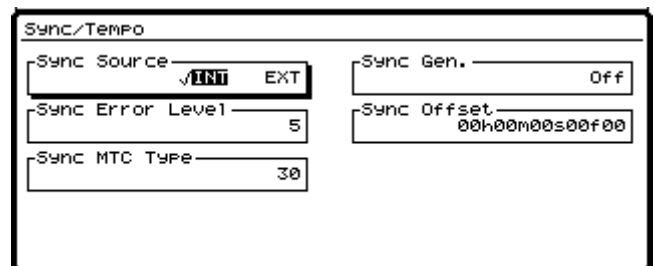 Sync/Tempo
Sync Source
√INT EXT
Sync Gen.
Off
Sync Error Level
5
Sync Offset
00h00m00s00f00
Sync MTC Type
30